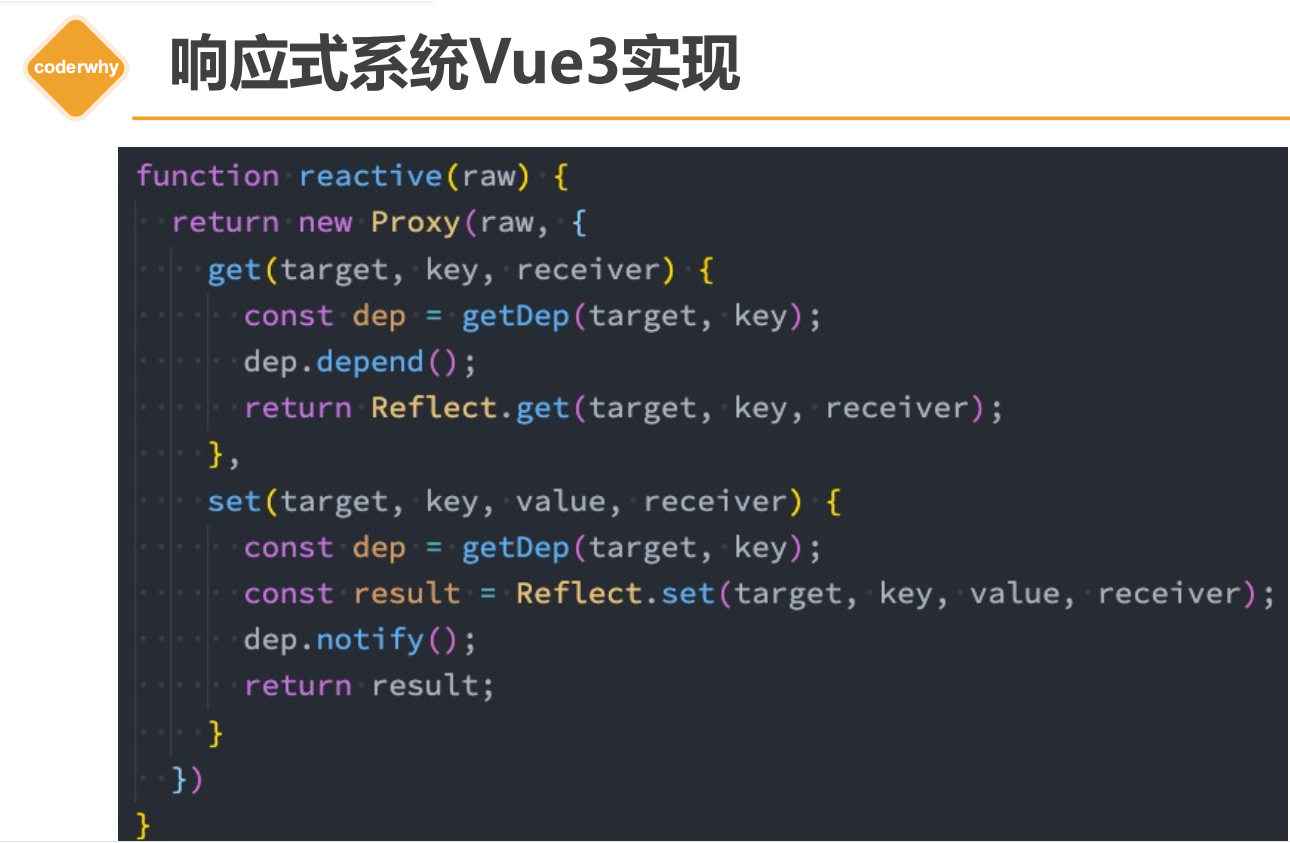 coderwhy
响应式系统Vue3实现
function reactive(raw) {
  return new Proxy(raw, {
    get(target, key, receiver) {
      const dep = getDep(target, key);
      dep.depend();
      return Reflect.get(target, key, receiver);
    },
    set(target, key, value, receiver) {
      const dep = getDep(target, key);
      const result = Reflect.set(target, key, value, receiver);
      dep.notify();
      return result;
    }
  })
}